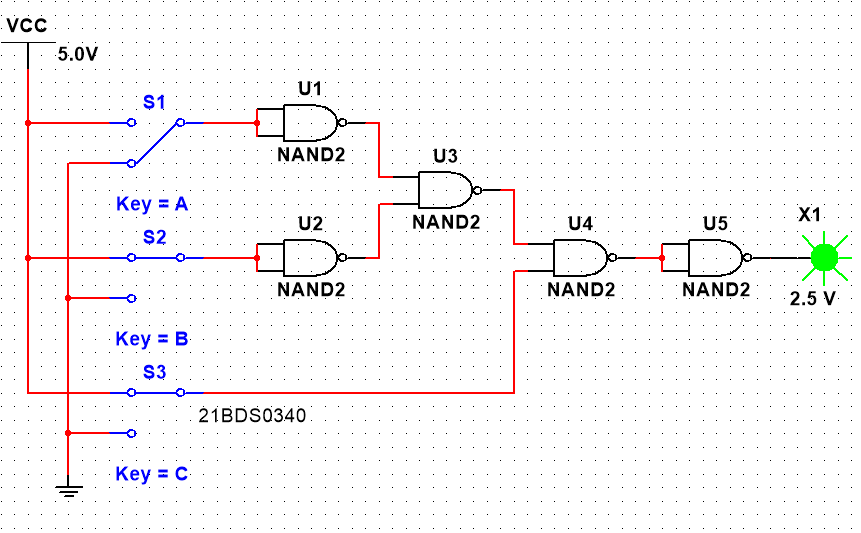 VCC
5.0V
S1
Key = A
S2
Key = B
S3
21BDS0340
Key = C
U1
NAND2
U2
NAND2
U3
NAND2
U4
NAND2
U5
NAND2
X1
2.5 V